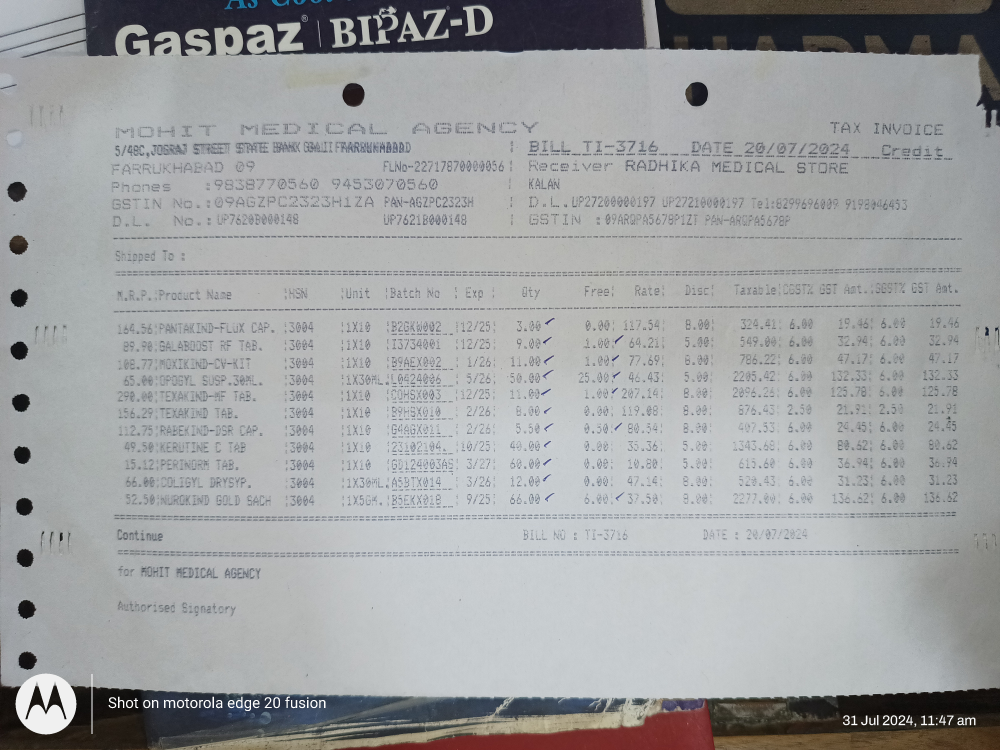 As Cool
Gaspaz® | BIPAZ-D
MOHIT MEDICAL AGENCY
TAX INVOICE
5/48C, JOGRAJ STREET STATE BANK GALI FARRUKHABAD
BILL TI-3716 DATE 20/07/2024 Credit
FARRUKHABAD 09 FLNo-22717870000056
Receiver RADHIKA MEDICAL STORE
Phones :9838770560 9453070560
KALAN
GSTIN No.:09AGZPC2323H1ZA PAN-AGZPC2323H
D.L.UP27200000197 UP27210000197 Tel:8299696009 9198046453
D.L. No.:UP7620B000148 UP7621B000148
GSTIN :09ARQPA5678P1ZT PAN-ARQPA5678P
Shipped To :
M.R.P.|Product Name |HSN |Unit |Batch No | Exp | Qty Free| Rate| Disc| Taxable|CGST% GST Amt.|SGST% GST Amt.
164.56|PANTAKIND-FLUX CAP. |3004 |1X10 |B2GKW002 |12/25| 3.00 0.00| 117.54| 8.00| 324.41| 6.00 19.46| 6.00 19.46
89.90|GALABOOST RF TAB. |3004 |1X10 |I3734001 |12/25| 9.00 1.00| 64.21| 5.00| 549.00| 6.00 32.94| 6.00 32.94
108.77|MOXIKIND-CV-KIT |3004 |1X10 |B9AEX002 | 1/26| 11.00 1.00| 77.69| 8.00| 786.22| 6.00 47.17| 6.00 47.17
65.00|OPOGYL SUSP.30ML. |3004 |1X30ML.|L0424006 | 5/26| 50.00 25.00| 46.43| 5.00| 2205.42| 6.00 132.33| 6.00 132.33
290.00|TEXAKIND-MF TAB. |3004 |1X10 |COHSX003 |12/25| 11.00 1.00| 207.14| 8.00| 2096.26| 6.00 125.78| 6.00 125.78
156.29|TEXAKIND TAB. |3004 |1X10 |B9HSX010 | 2/26| 8.00 0.00| 119.08| 8.00| 876.43| 2.50 21.91| 2.50 21.91
112.75|RABEKIND-DSR CAP. |3004 |1X10 |G4AGX011 | 2/26| 5.50 0.50| 80.54| 8.00| 407.53| 6.00 24.45| 6.00 24.45
49.50|KERUTINE C TAB |3004 |1X10 |23102104. |10/25| 40.00 0.00| 35.36| 5.00| 1343.68| 6.00 80.62| 6.00 80.62
15.12|PERINORM TAB. |3004 |1X10 |GD124003AS| 3/27| 60.00 0.00| 10.80| 5.00| 615.60| 6.00 36.94| 6.00 36.94
66.00|COLIGYL DRYSYP. |3004 |1X30ML.|A5BTX014 | 3/26| 12.00 0.00| 47.14| 8.00| 520.43| 6.00 31.23| 6.00 31.23
52.50|NUROKIND GOLD SACH |3004 |1X5GM.|B5EKX018 | 9/25| 66.00 6.00| 37.50| 8.00| 2277.00| 6.00 136.62| 6.00 136.62
Continue BILL NO : TI-3716 DATE : 20/07/2024
for MOHIT MEDICAL AGENCY
Authorised Signatory
Shot on motorola edge 20 fusion
31 Jul 2024, 11:47 am